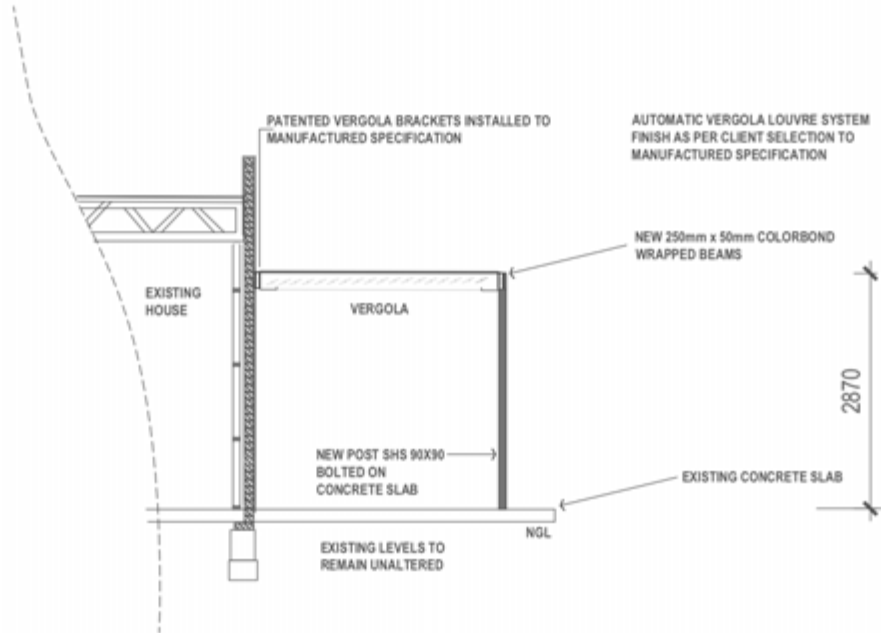 PATENTED VERGOLA BRACKETS INSTALLED TO
MANUFACTURED SPECIFICATION
AUTOMATIC VERGOLA LOUVRE SYSTEM
FINISH AS PER CLIENT SELECTION TO
MANUFACTURED SPECIFICATION
NEW 250mm x 50mm COLORBOND
WRAPPED BEAMS
EXISTING
HOUSE
VERGOLA
2870
NEW POST SHS 90X90
BOLTED ON
CONCRETE SLAB
EXISTING CONCRETE SLAB
NGL
EXISTING LEVELS TO
REMAIN UNALTERED